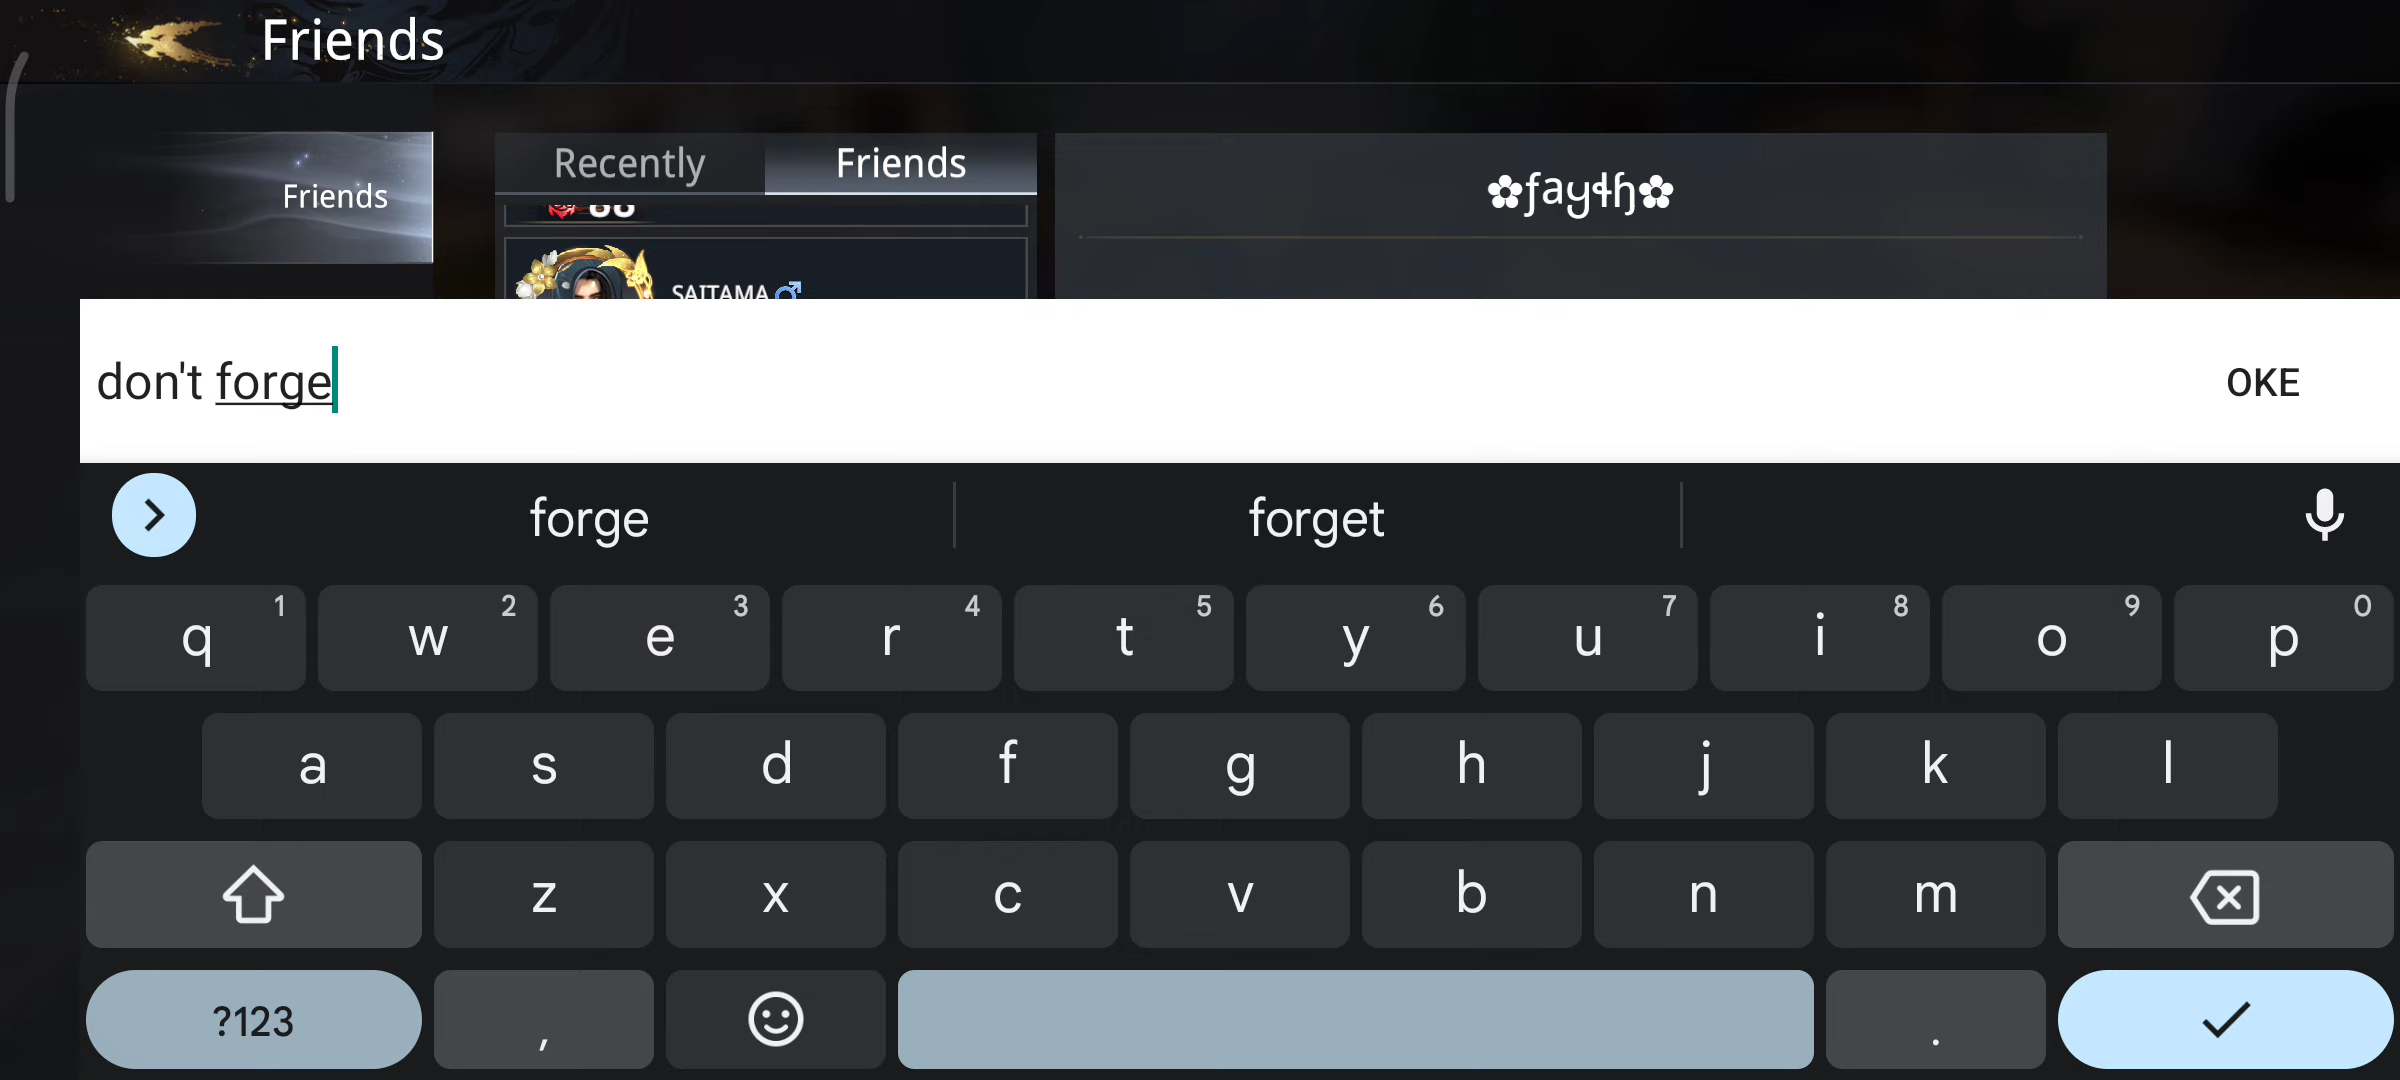 Friends
Friends
Recently
Friends
✿ƒayɬɧ✿
SAITAMA ♂
don't forge
OKE
forge
forget
q 1 w 2 e 3 r 4 t 5 y 6 u 7 i 8 o 9 p 0
a s d f g h j k l
z x c v b n m
?123 , .